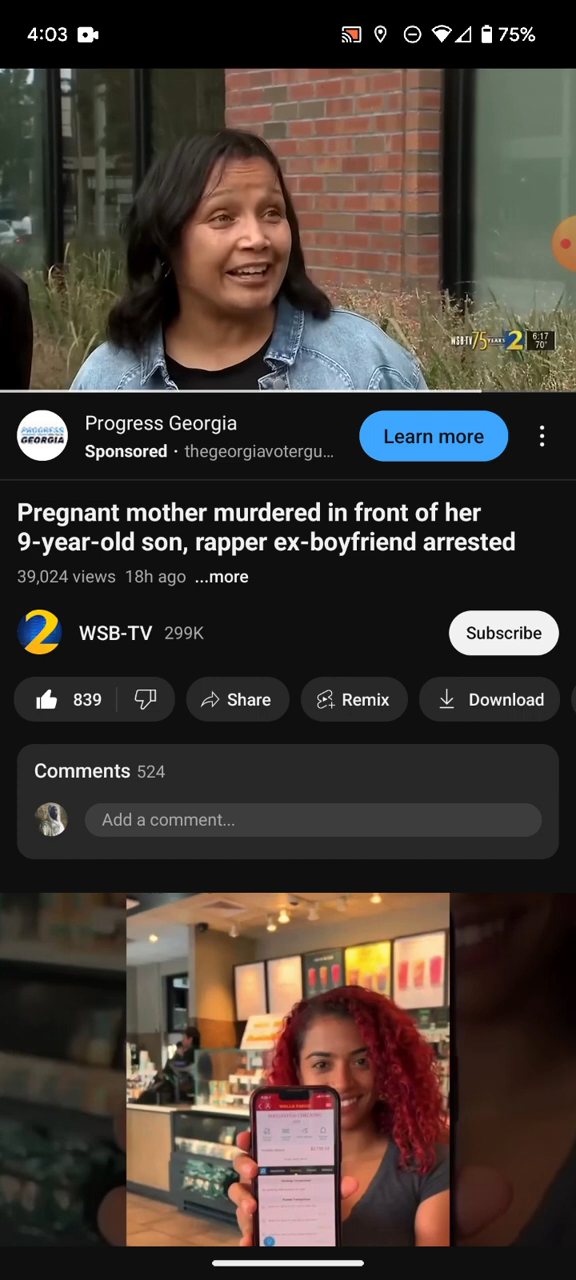 4:03
75%
WSB-TV 75 YEARS 2 6:17
70°
PROGRESS
GEORGIA
Progress Georgia
Sponsored · thegeorgiavotergu...
Learn more
Pregnant mother murdered in front of her
9-year-old son, rapper ex-boyfriend arrested
39,024 views 18h ago ...more
2
WSB-TV 299K
Subscribe
839
Share
Remix
Download
Comments 524
Add a comment...
WELLS FARGO